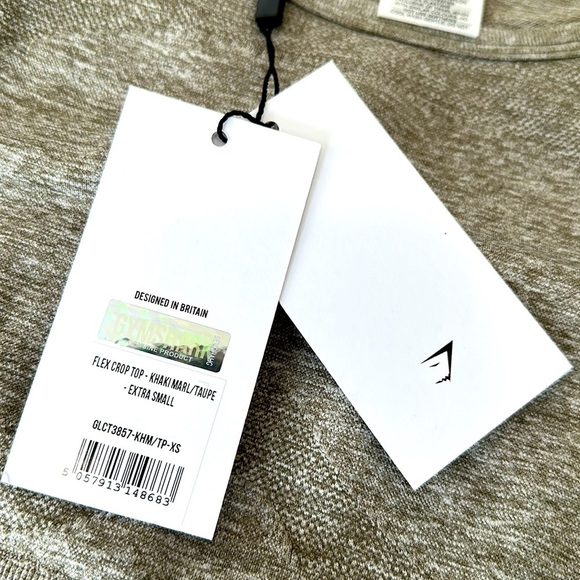 DESIGNED IN BRITAIN
GYMSHARK
PRODUCT
FLEX CROP TOP - KHAKI MARL/TAUPE
- EXTRA SMALL
GLCT3857-KHM/TP-XS
5 057913 148683